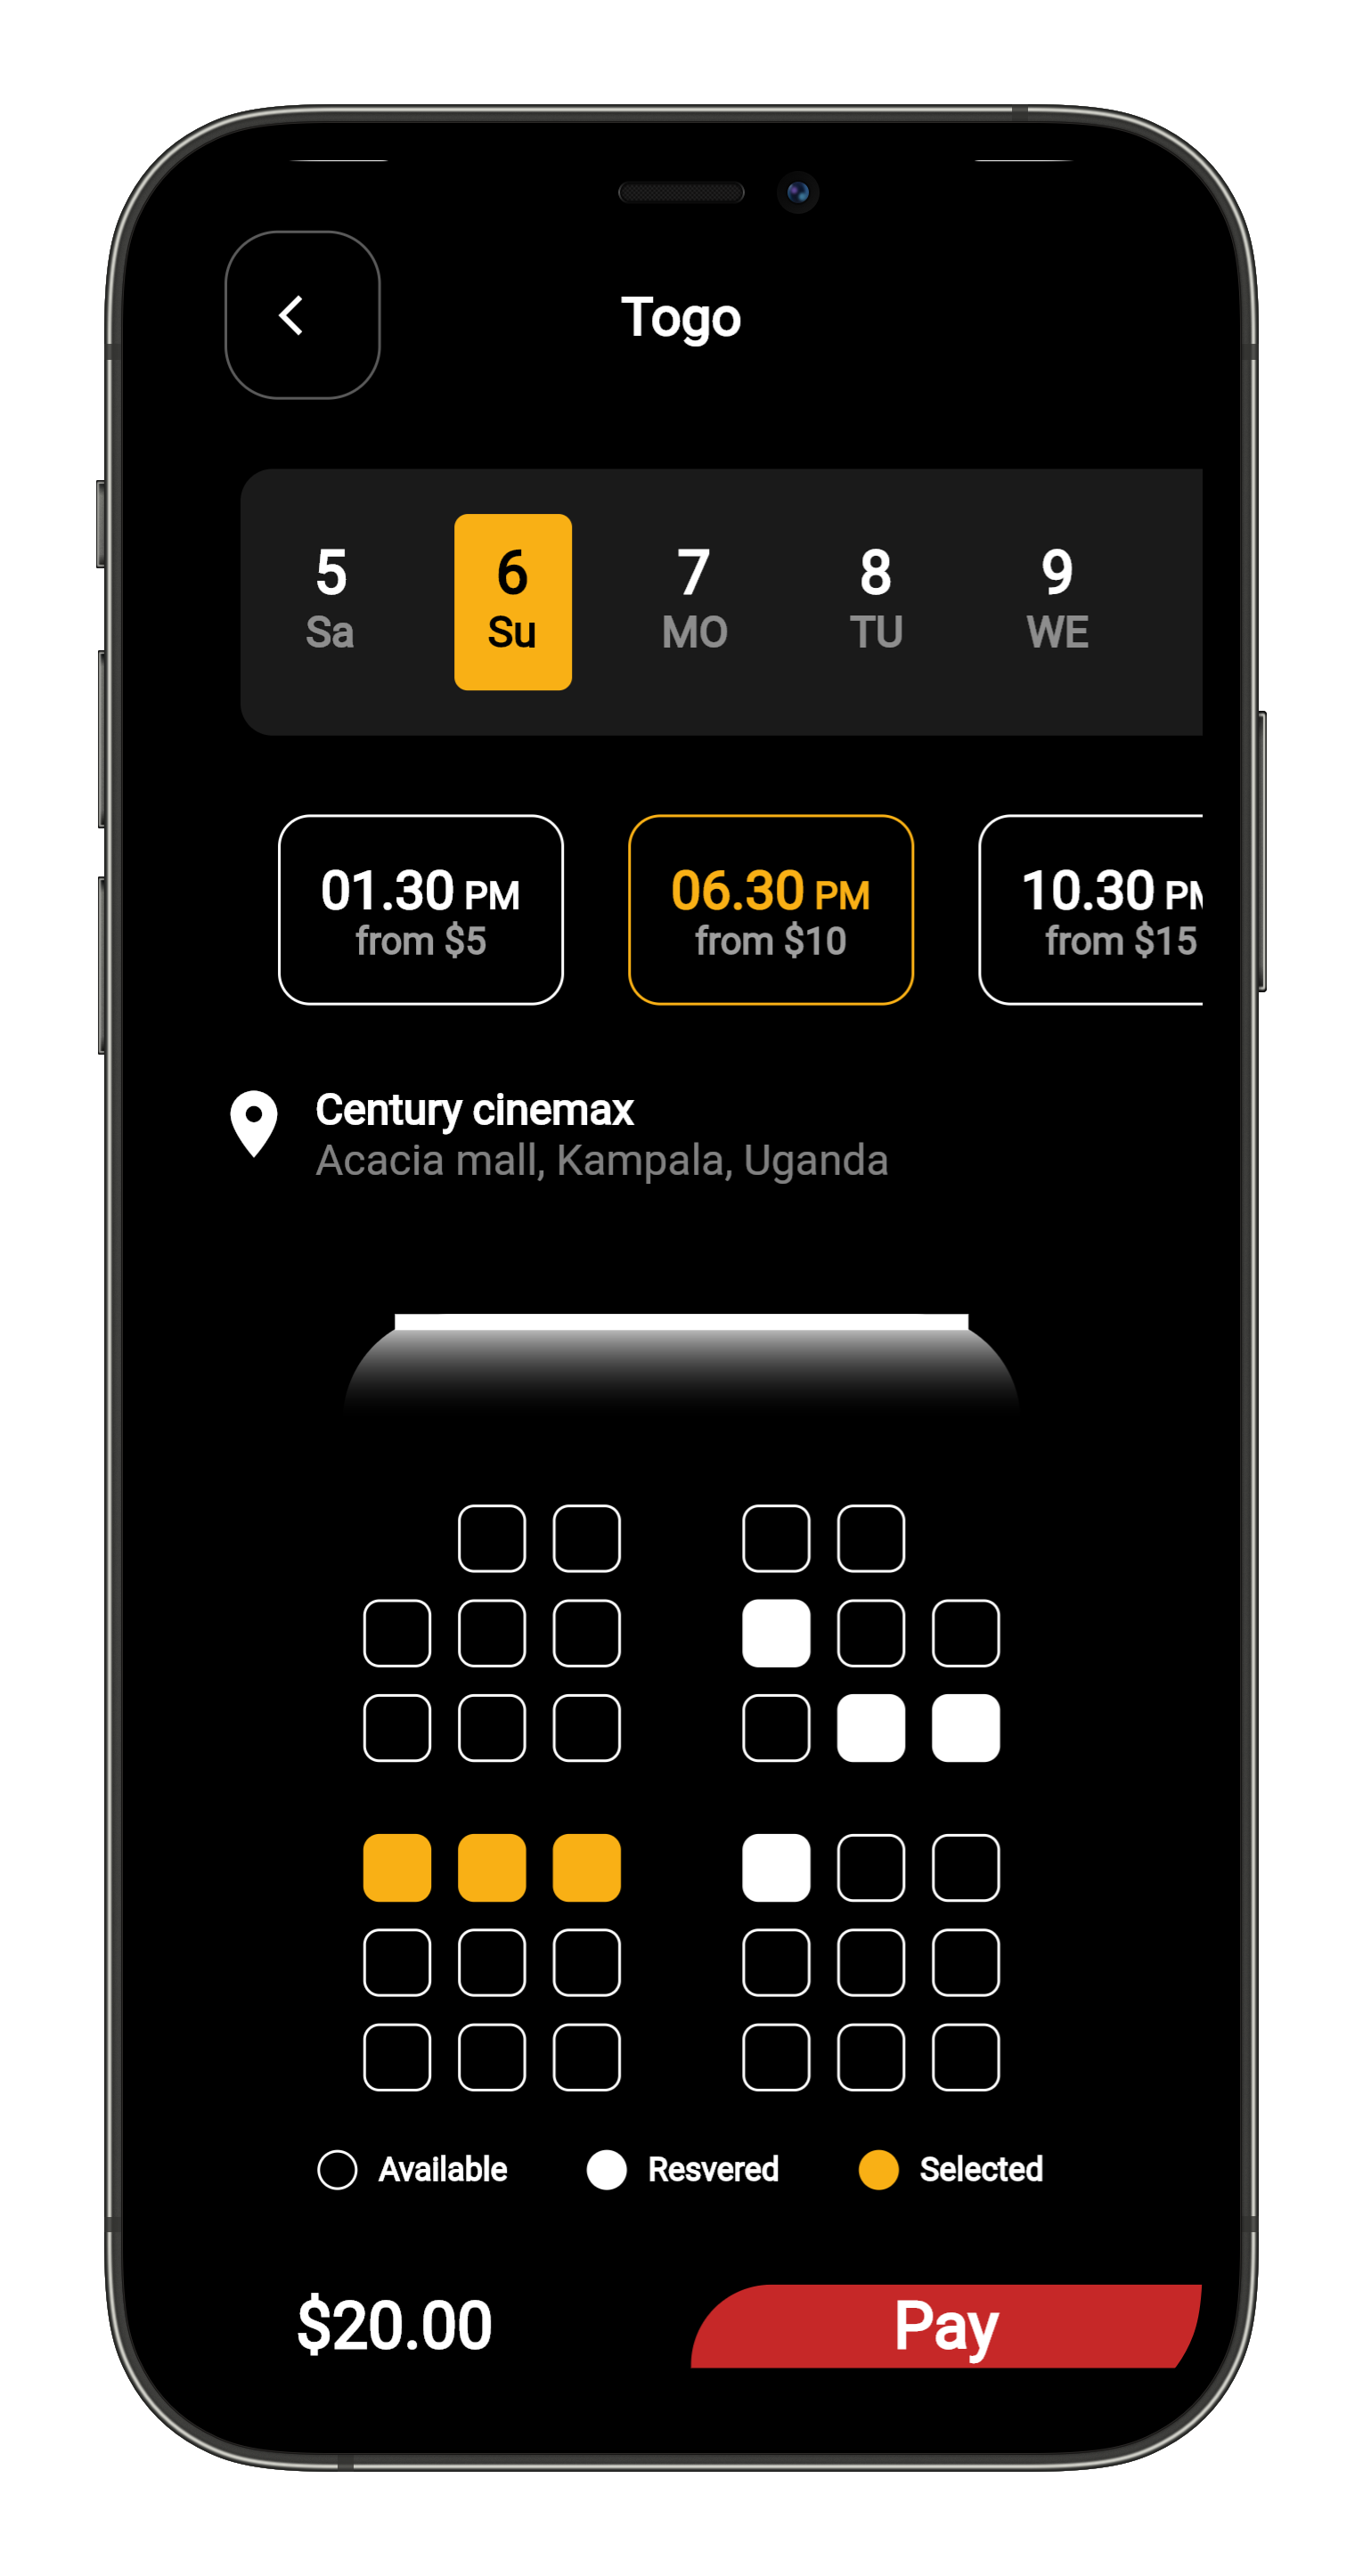 Togo
5 6 7 8 9
Sa Su MO TU WE
01.30 PM 06.30 PM 10.30
from $5 from $10 from $15
Century cinemax
Acacia mall, Kampala, Uganda
Available Resvered Selected
$20.00 Pay